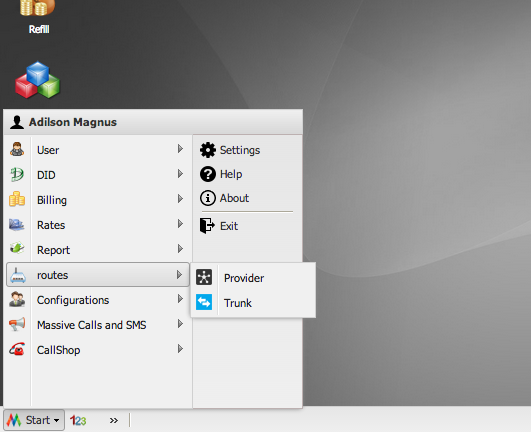 Refill
Adilson Magnus
User
DID
Billing
Rates
Report
routes
Configurations
Massive Calls and SMS
CallShop
Settings
Help
About
Exit
Provider
Trunk
Start
123
»